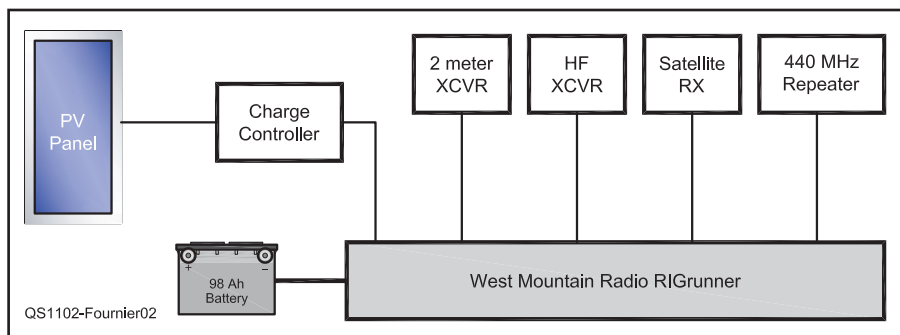 PV
Panel
Charge
Controller
2 meter
XCVR
HF
XCVR
Satellite
RX
440 MHz
Repeater
+ –
98 Ah
Battery
West Mountain Radio RIGrunner
QS1102-Fournier02